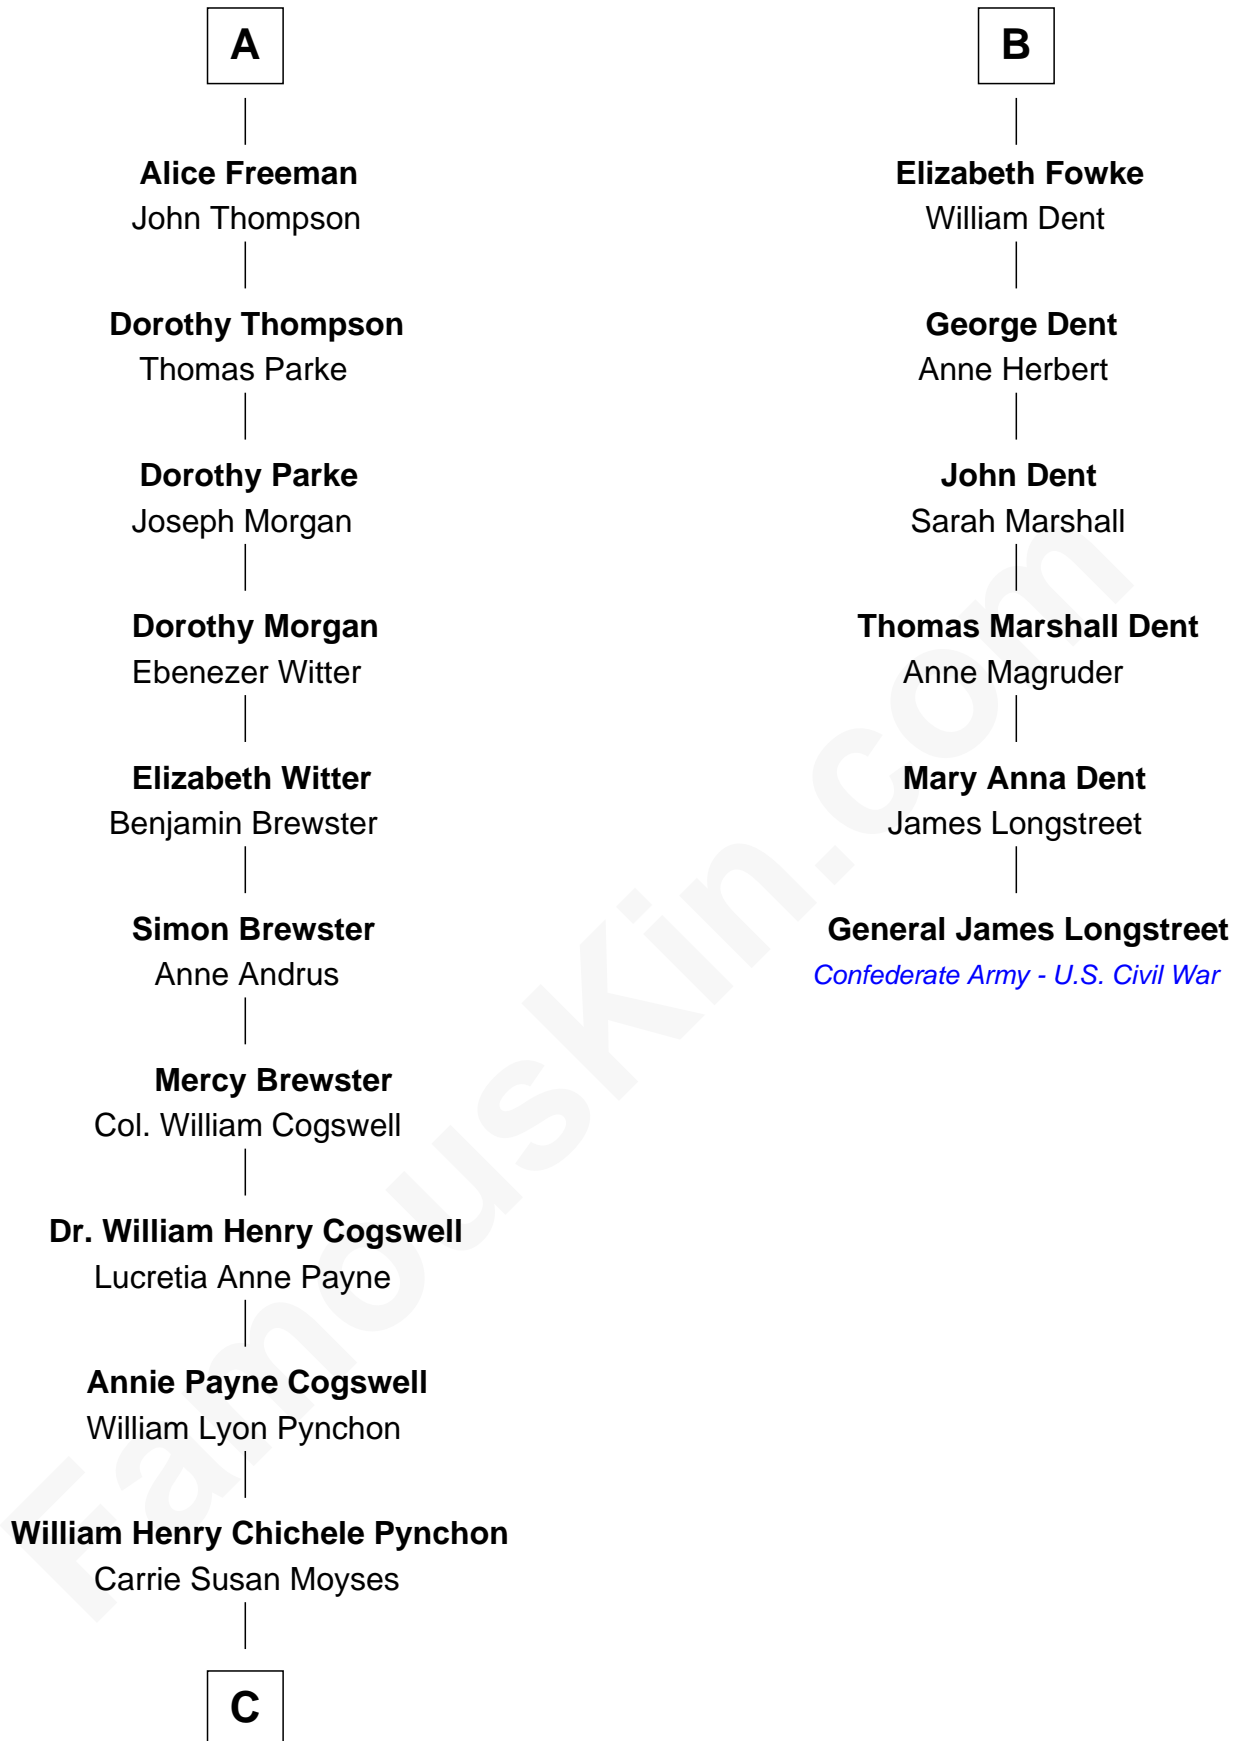 A
Alice Freeman
John Thompson
Dorothy Thompson
Thomas Parke
Dorothy Parke
Joseph Morgan
Dorothy Morgan
Ebenezer Witter
Elizabeth Witter
Benjamin Brewster
Simon Brewster
Anne Andrus
Mercy Brewster
Col. William Cogswell
Dr. William Henry Cogswell
Lucretia Anne Payne
Annie Payne Cogswell
William Lyon Pynchon
William Henry Chichele Pynchon
Carrie Susan Moyses
C
B
Elizabeth Fowke
William Dent
George Dent
Anne Herbert
John Dent
Sarah Marshall
Thomas Marshall Dent
Anne Magruder
Mary Anna Dent
James Longstreet
General James Longstreet
Confederate Army - U.S. Civil War
FamousKin.com